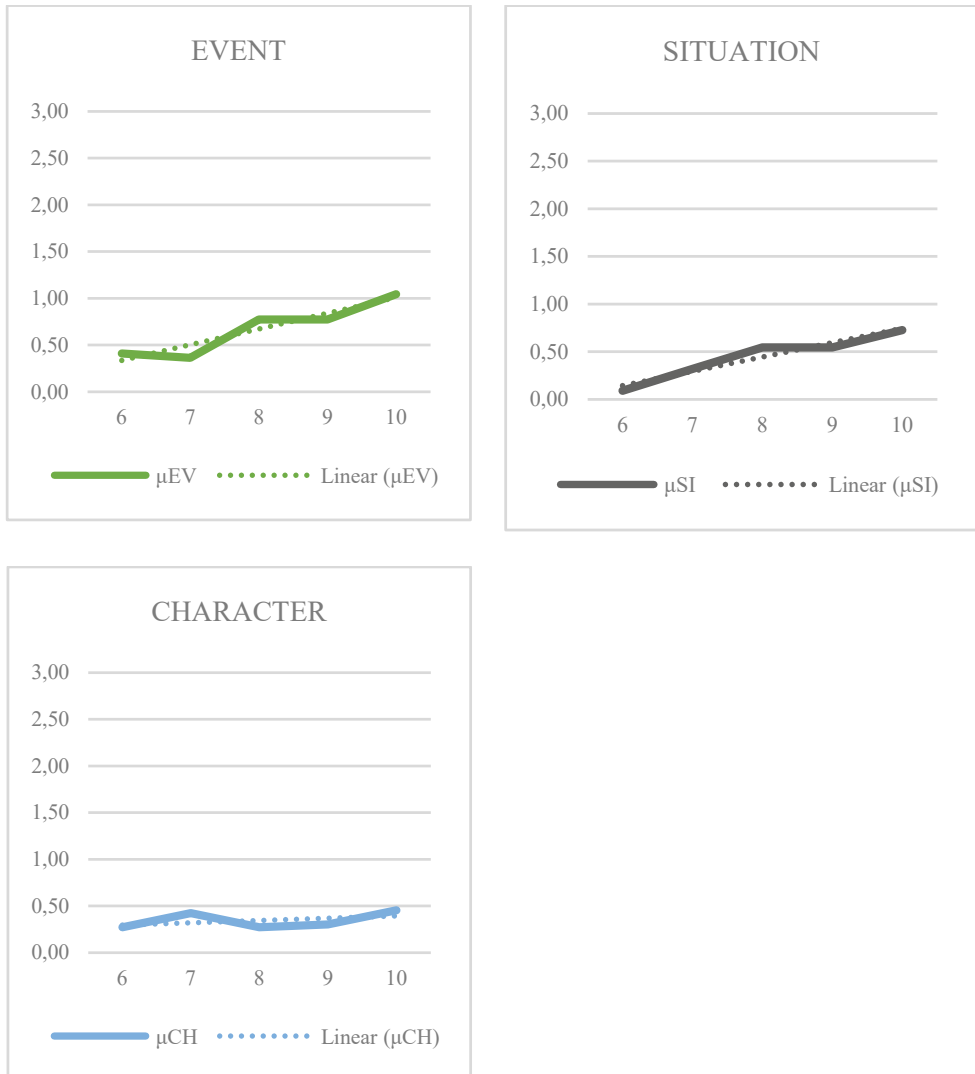 EVENT
3,00
2,50
2,00
1,50
1,00
0,50
0,00
6 7 8 9 10
μEV Linear (μEV)
SITUATION
3,00
2,50
2,00
1,50
1,00
0,50
0,00
6 7 8 9 10
μSI Linear (μSI)
CHARACTER
3,00
2,50
2,00
1,50
1,00
0,50
0,00
6 7 8 9 10
μCH Linear (μCH)